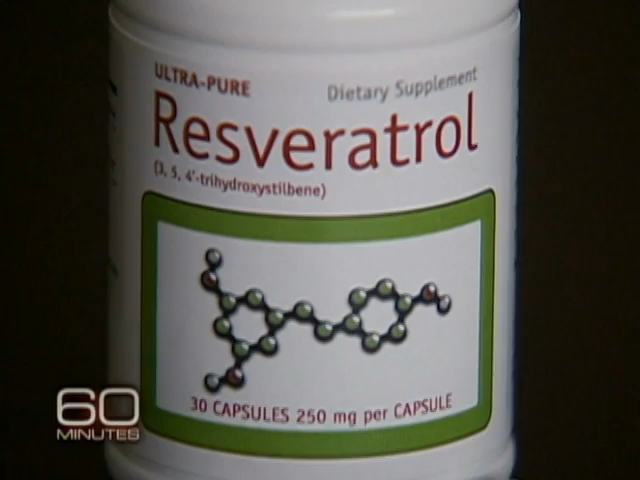 ULTRA-PURE
Dietary Supplement
Resveratrol
(3, 5, 4'-trihydroxystilbene)
30 CAPSULES 250 mg per CAPSULE
60
MINUTES